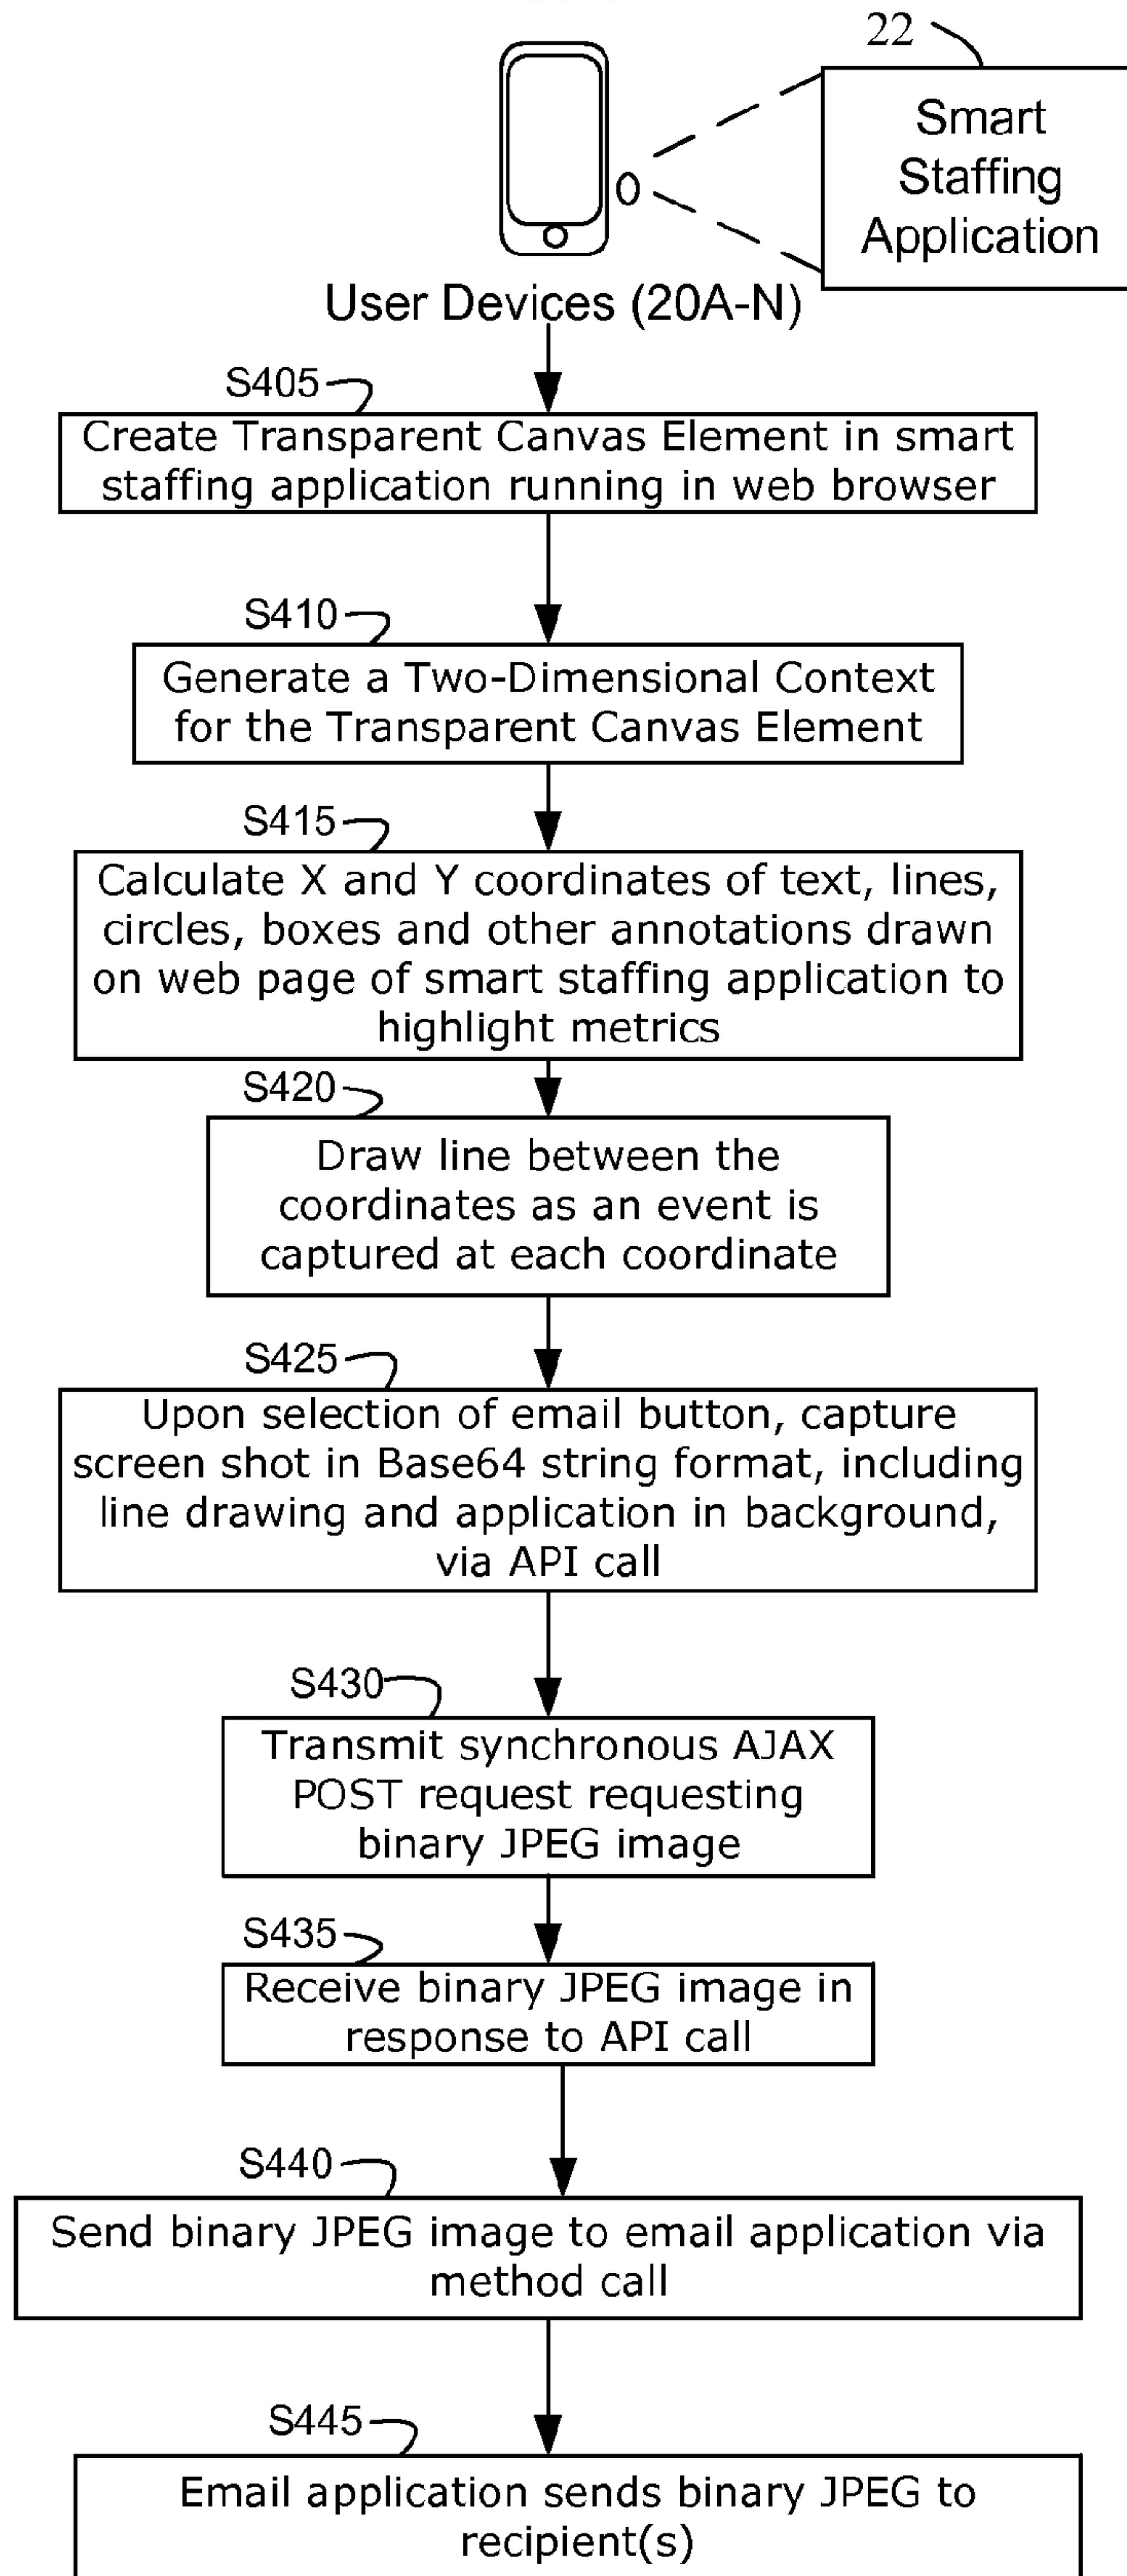 22
Smart
Staffing
Application
User Devices (20A-N)
S405
Create Transparent Canvas Element in smart
staffing application running in web browser
S410
Generate a Two-Dimensional Context
for the Transparent Canvas Element
S415
Calculate X and Y coordinates of text, lines,
circles, boxes and other annotations drawn
on web page of smart staffing application to
highlight metrics
S420
Draw line between the
coordinates as an event is
captured at each coordinate
S425
Upon selection of email button, capture
screen shot in Base64 string format, including
line drawing and application in background,
via API call
S430
Transmit synchronous AJAX
POST request requesting
binary JPEG image
S435
Receive binary JPEG image in
response to API call
S440
Send binary JPEG image to email application via
method call
S445
Email application sends binary JPEG to
recipient(s)